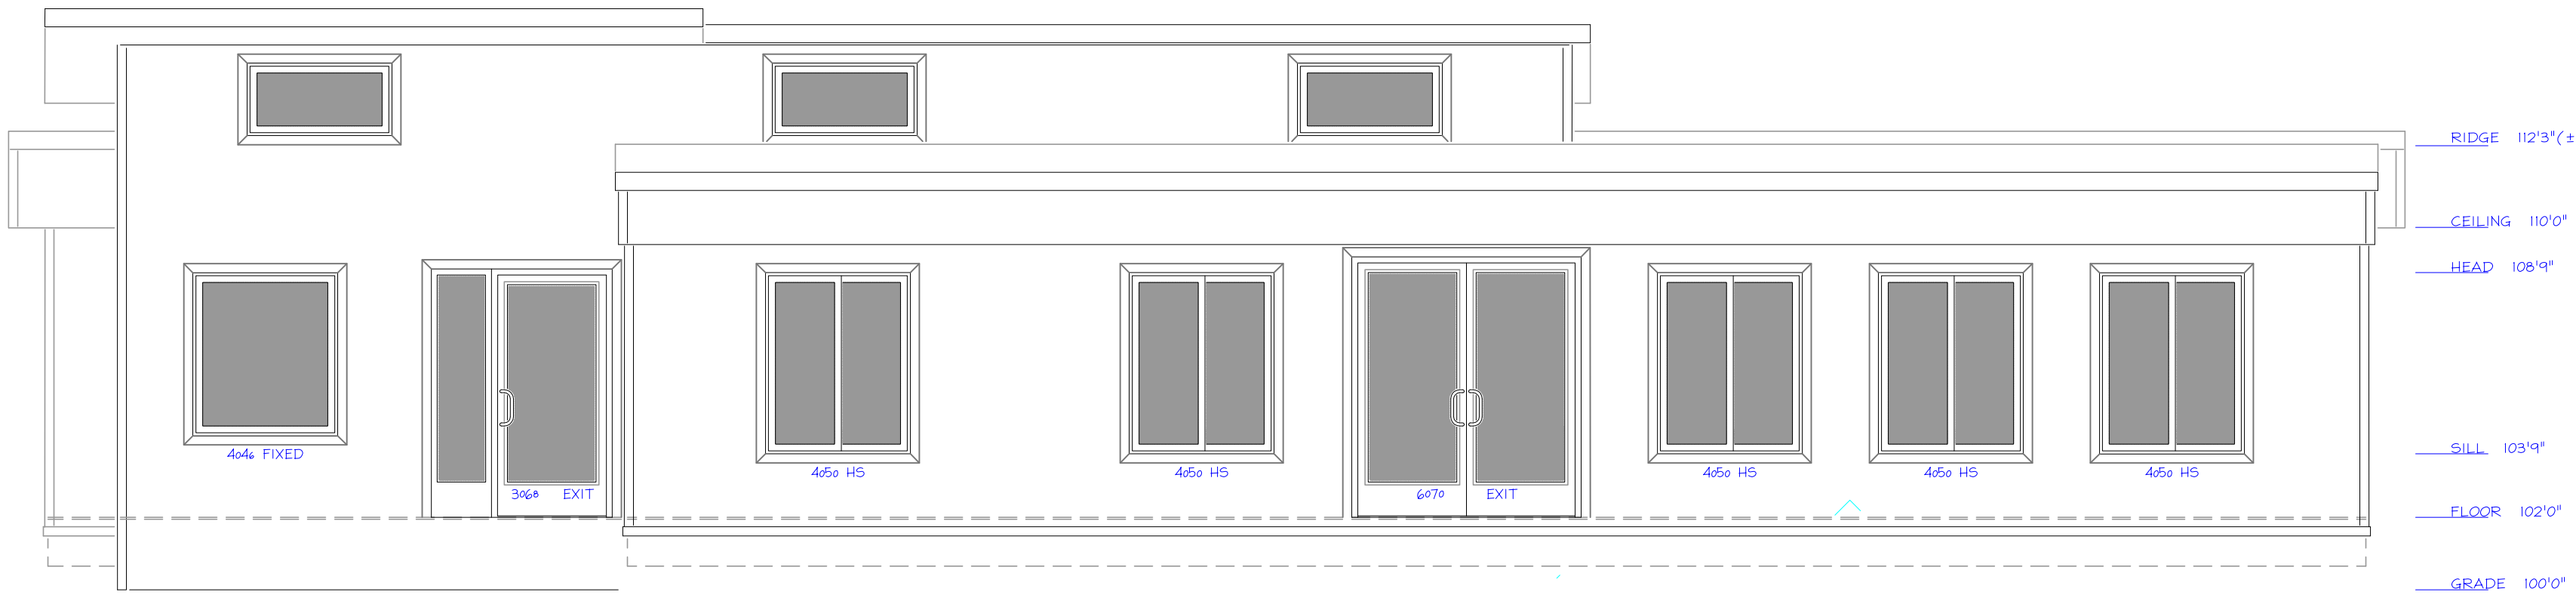 RIDGE 112'3"(±
CEILING 110'0"
HEAD 108'9"
4046 FIXED
SILL 103'9"
4050 HS
4050 HS
4050 HS
4050 HS
4050 HS
3068 EXIT
6070 EXIT
FLOOR 102'0"
GRADE 100'0"